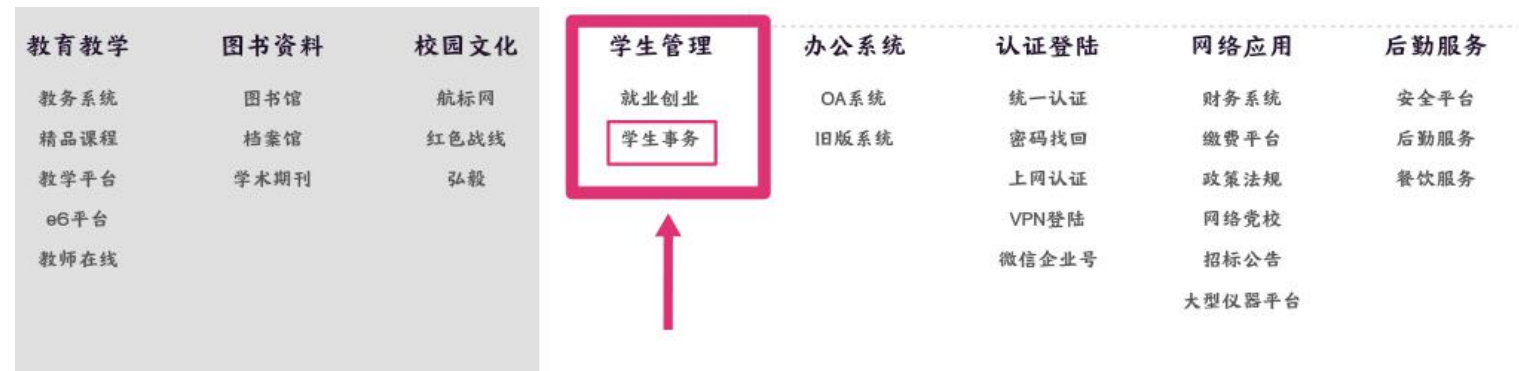 教育教学 图书资料 校园文化 学生管理 办公系统 认证登陆 网络应用 后勤服务
教务系统 图书馆 航标网 就业创业 OA系统 统一认证 财务系统 安全平台
精品课程 档案馆 红色战线 学生事务 旧版系统 密码找回 缴费平台 后勤服务
教学平台 学术期刊 弘毅 上网认证 政策法规 餐饮服务
e6平台 VPN登陆 网络党校
教师在线 微信企业号 招标公告
大型仪器平台